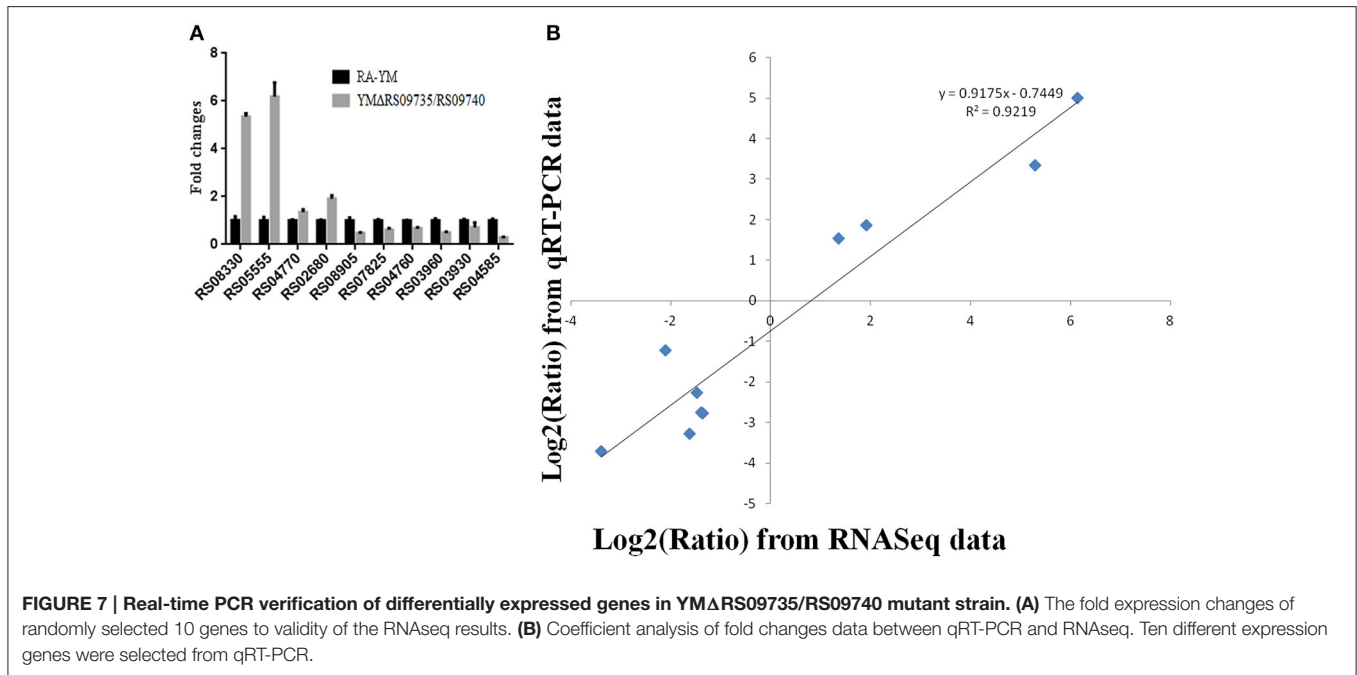 A
Fold changes
8
6
4
2
0
RA-YM
YMΔRS09735/RS09740
RS08330
RS05555
RS04770
RS02680
RS08905
RS07825
RS04760
RS03960
RS03930
RS04585
B
Log2(Ratio) from qRT-PCR data
6
5
4
3
2
1
0
-1
-2
-3
-4
-5
-4
-2
0
2
4
6
8
y = 0.9175x - 0.7449
R² = 0.9219
Log2(Ratio) from RNASeq data
FIGURE 7 | Real-time PCR verification of differentially expressed genes in YMΔRS09735/RS09740 mutant strain. (A) The fold expression changes of
randomly selected 10 genes to validity of the RNAseq results. (B) Coefficient analysis of fold changes data between qRT-PCR and RNAseq. Ten different expression
genes were selected from qRT-PCR.